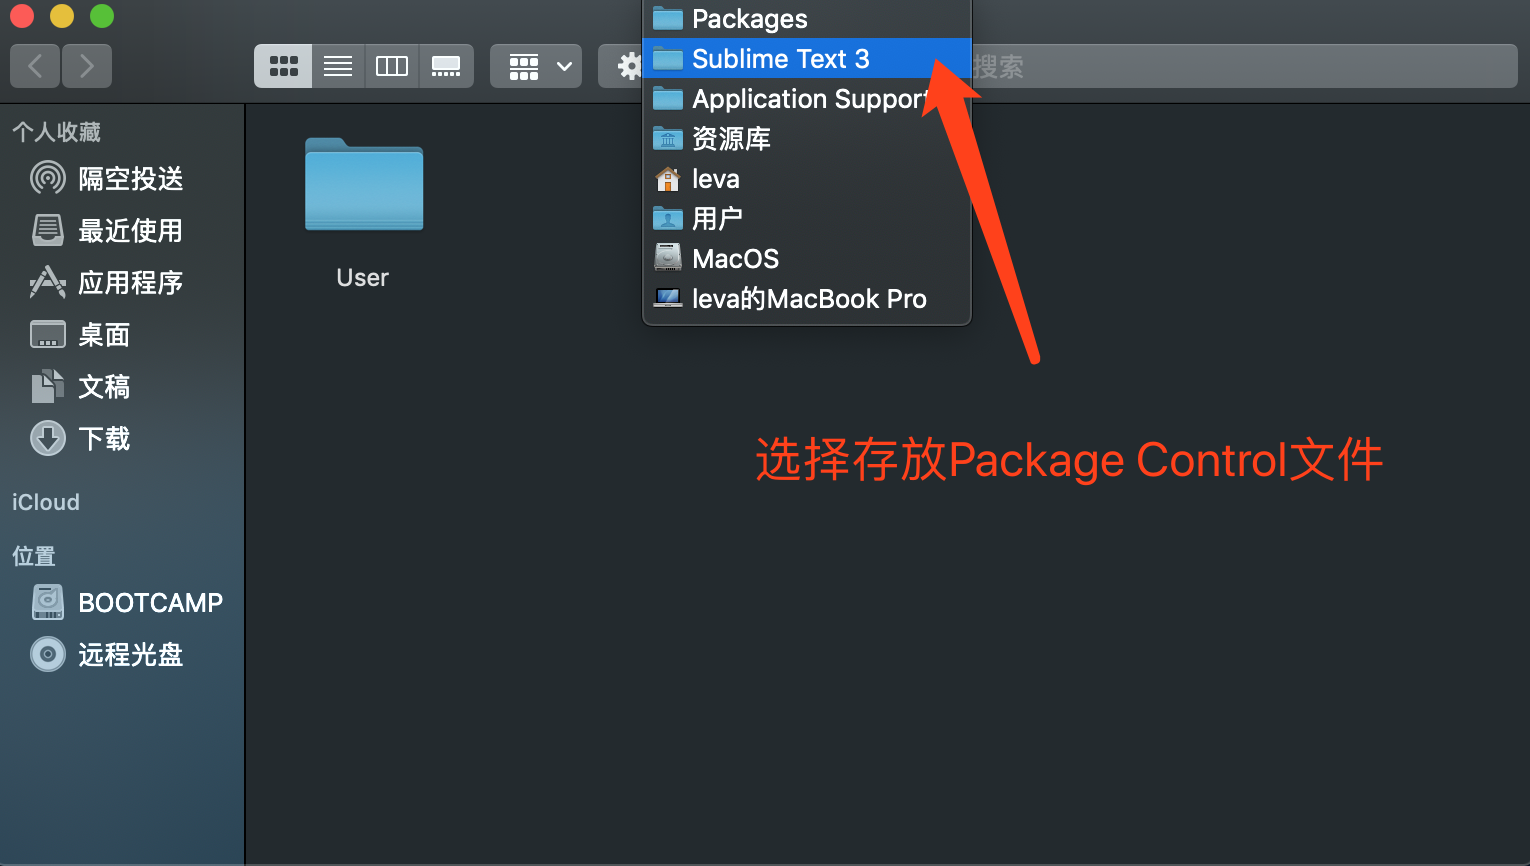 Packages
Sublime Text 3
搜索
Application Support
资源库
leva
用户
MacOS
leva的MacBook Pro
个人收藏
隔空投送
最近使用
应用程序
桌面
文稿
下载
iCloud
位置
BOOTCAMP
远程光盘
User
选择存放Package Control文件